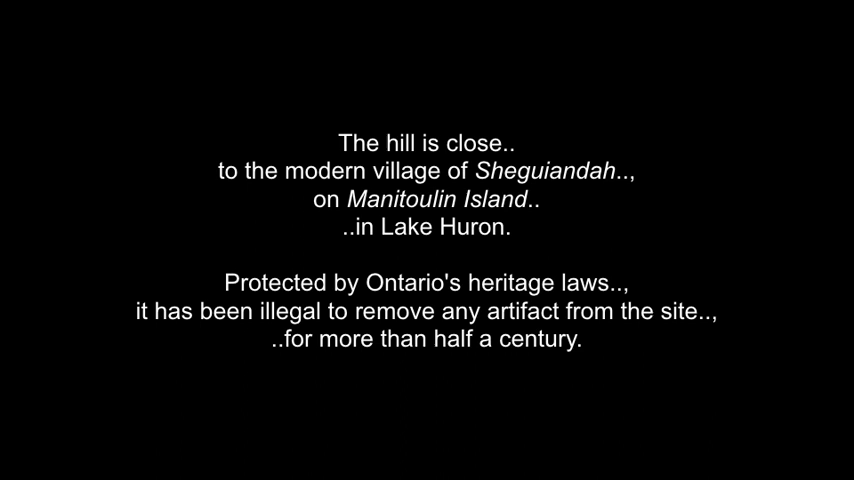 The hill is close..
to the modern village of Sheguiandah..,
on Manitoulin Island..
..in Lake Huron.
Protected by Ontario's heritage laws..,
it has been illegal to remove any artifact from the site..,
..for more than half a century.